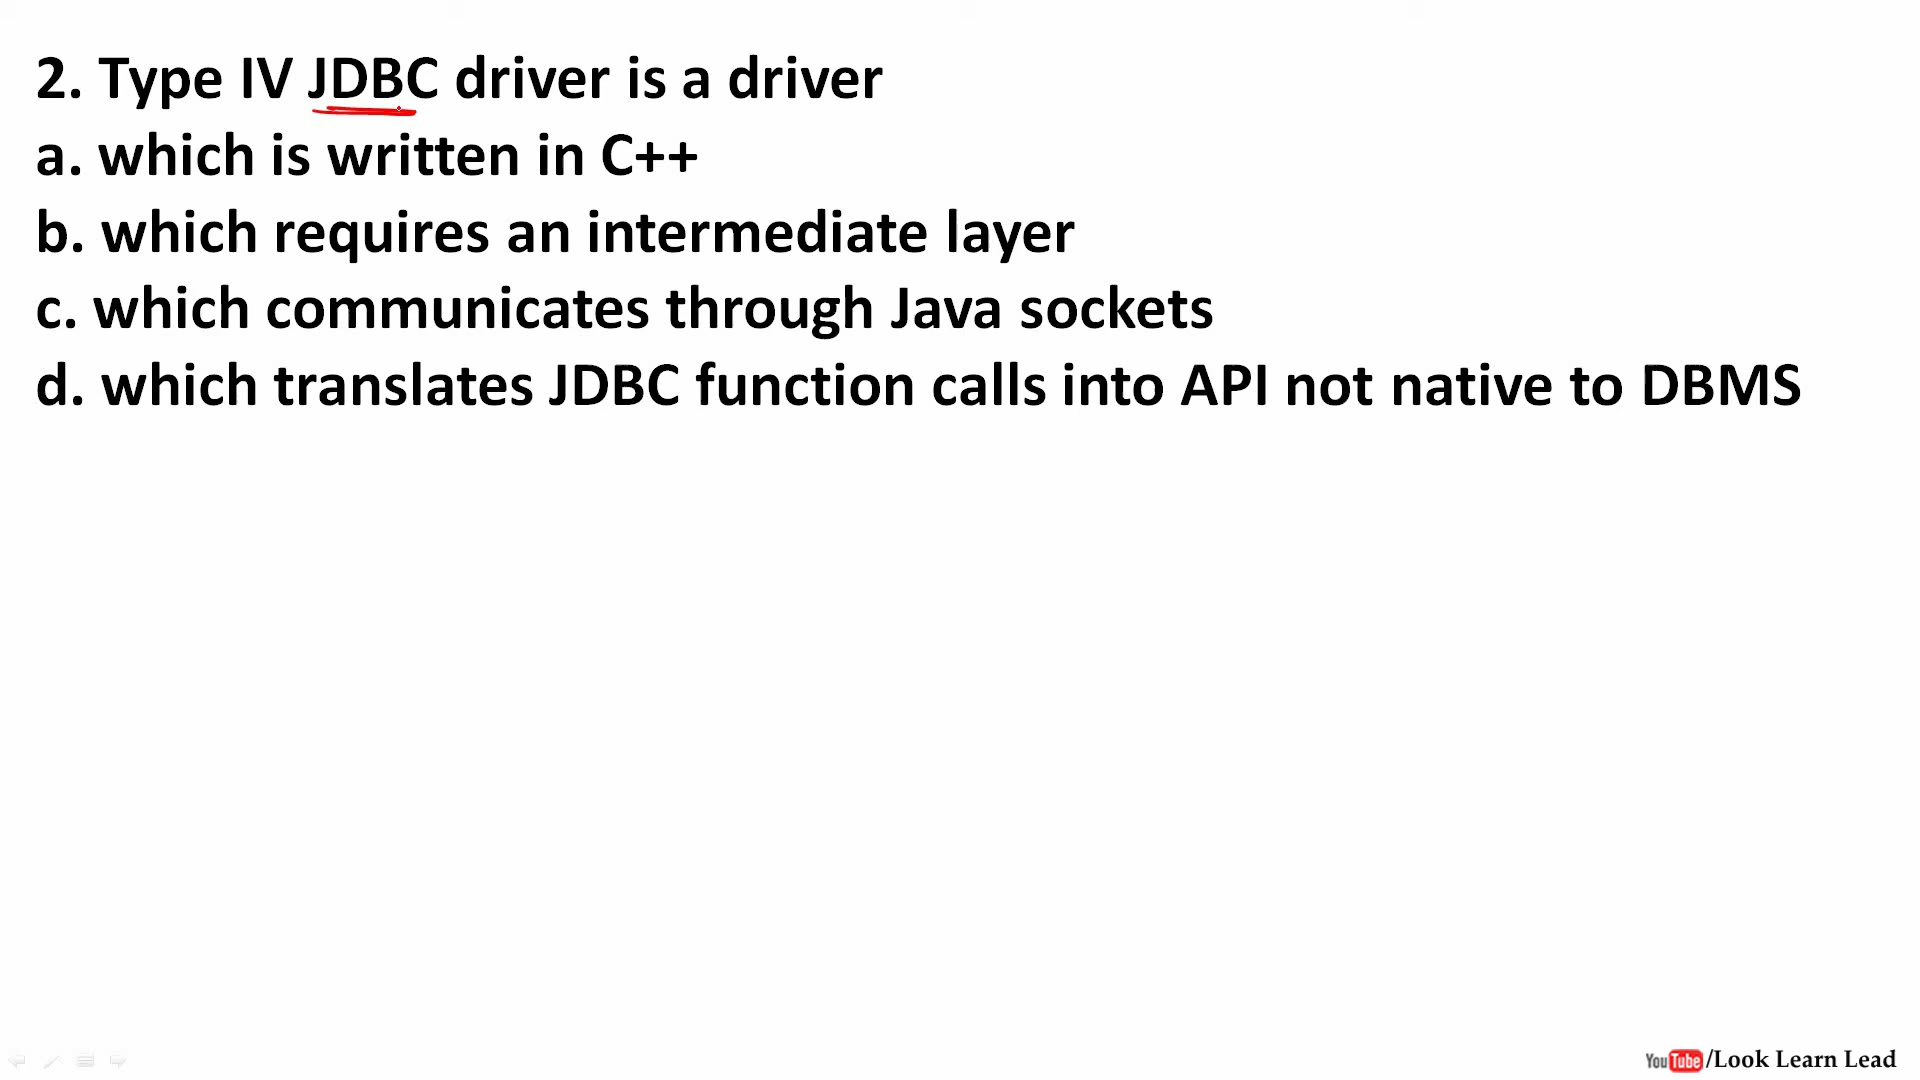 2. Type IV JDBC driver is a driver
a. which is written in C++
b. which requires an intermediate layer
c. which communicates through Java sockets
d. which translates JDBC function calls into API not native to DBMS
YouTube/Look Learn Lead